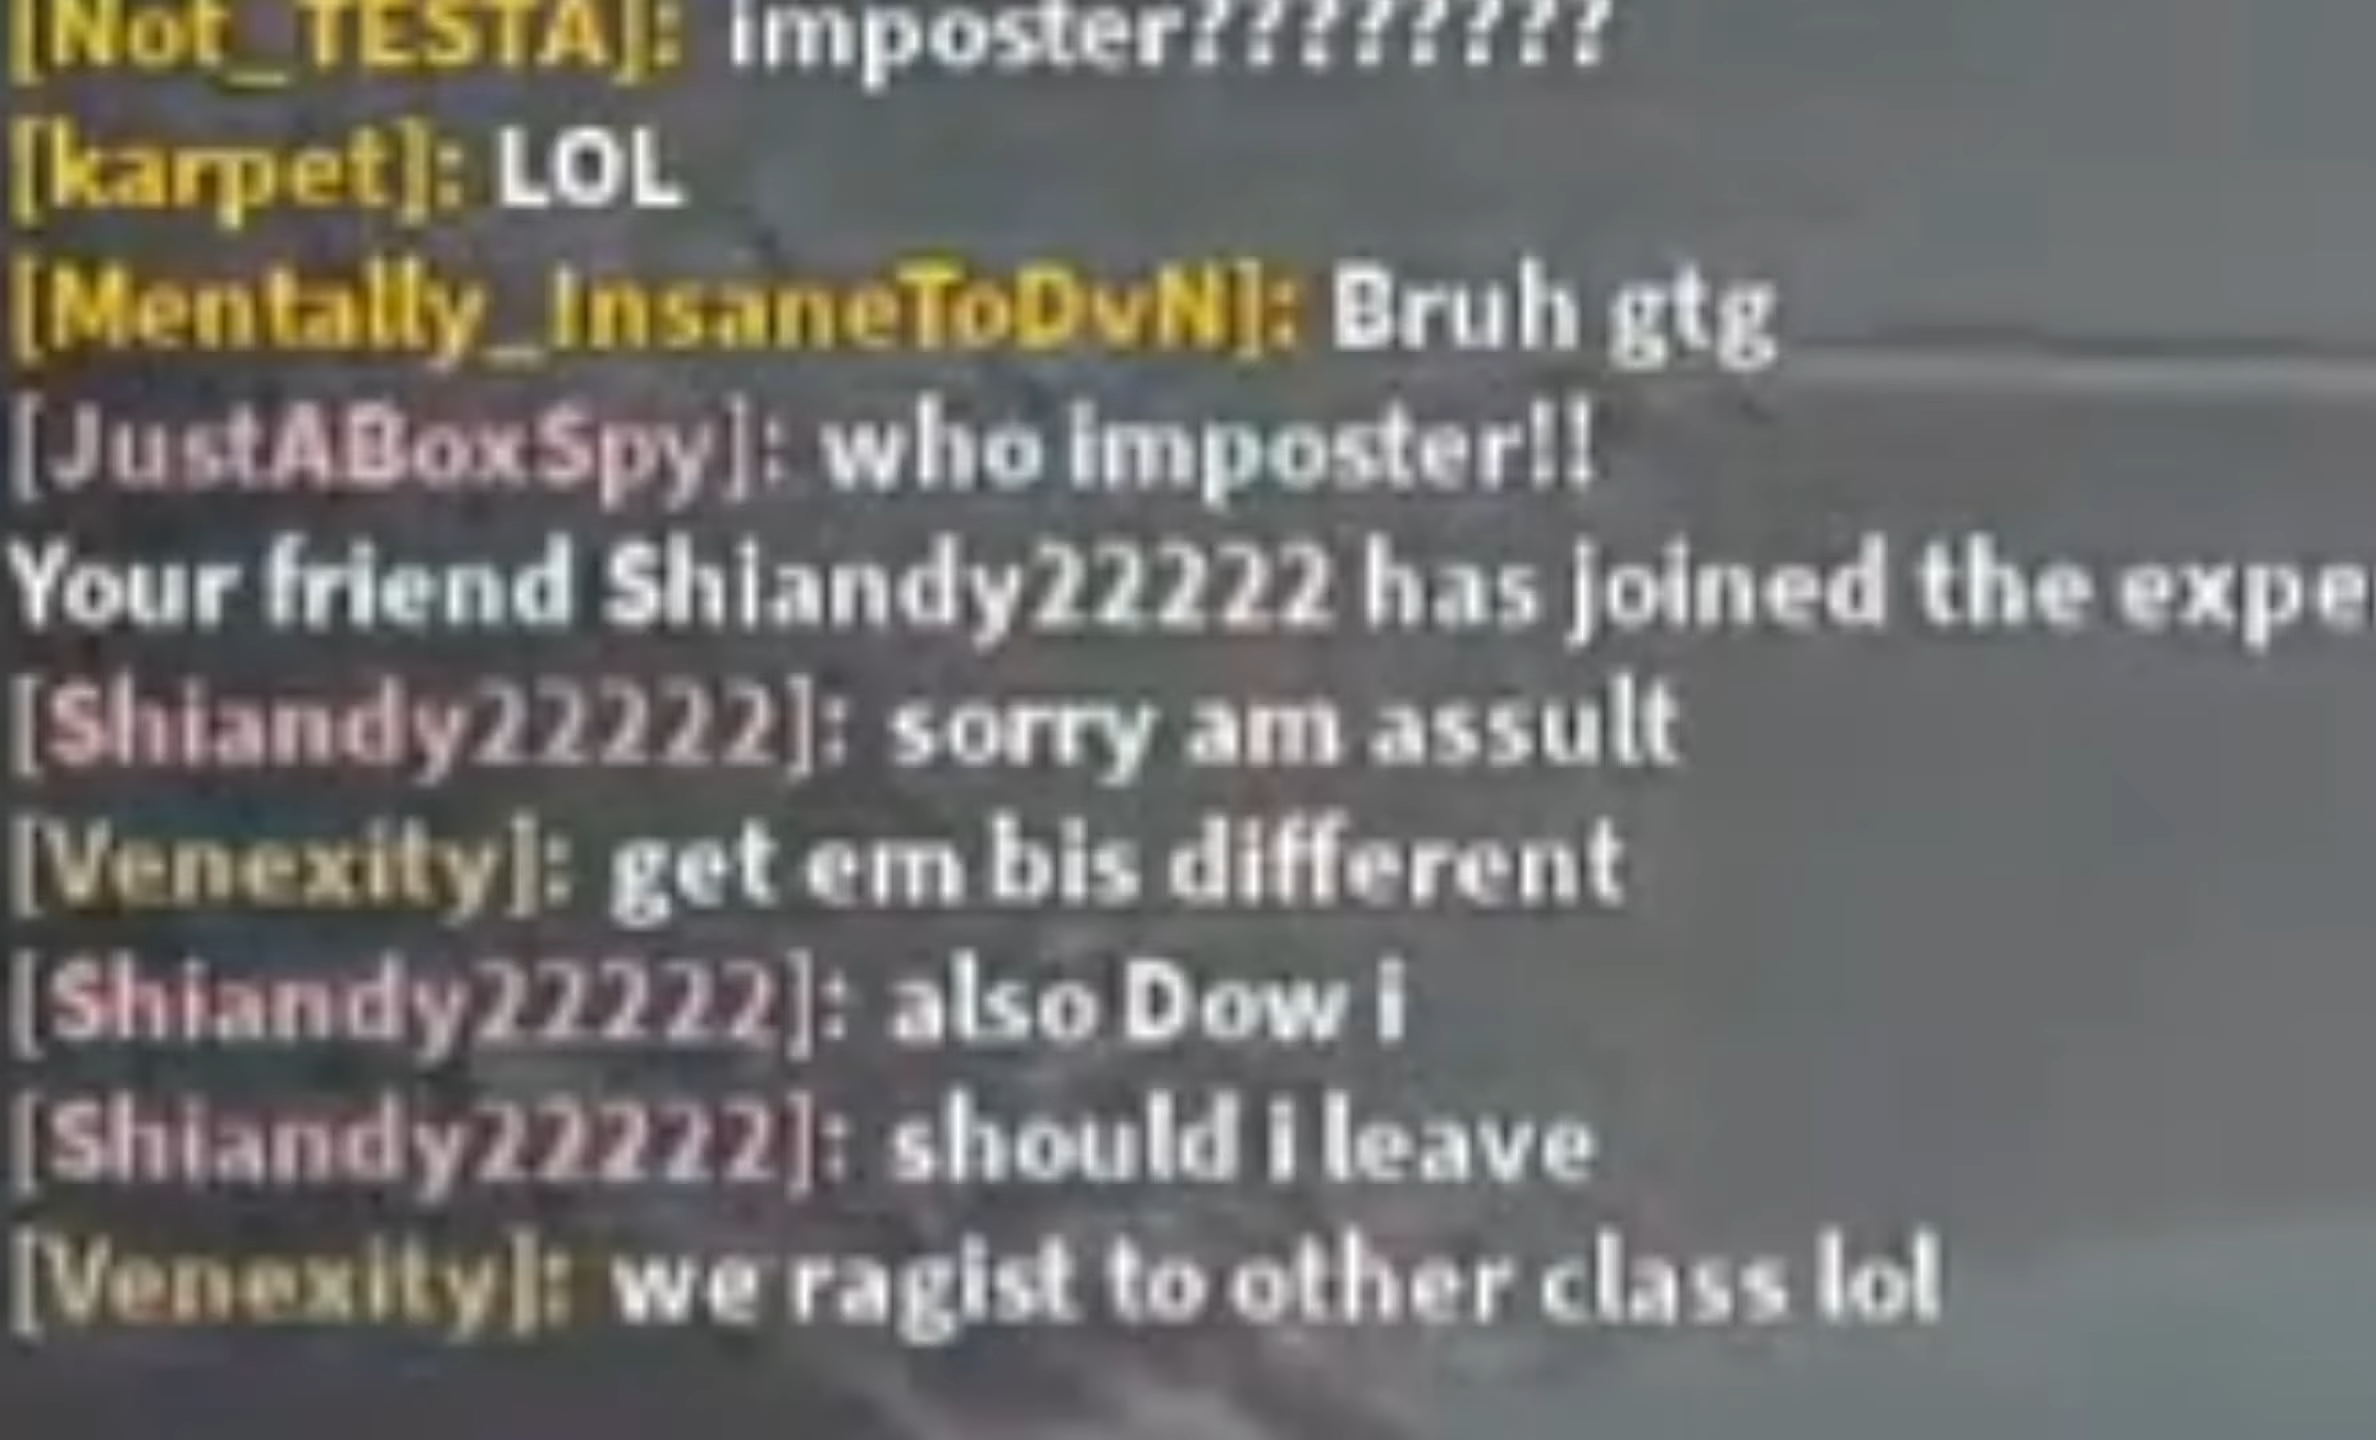 [Not_TESTA]: imposter?????????
[karpet]: LOL
[Mentally_InsaneToDvN]: Bruh gtg
[JustABoxSpy]: who imposter!!
Your friend Shiandy22222 has joined the expe
[Shiandy22222]: sorry am assult
[Venexity]: get em bis different
[Shiandy22222]: also Dow i
[Shiandy22222]: should i leave
[Venexity]: we ragist to other class lol